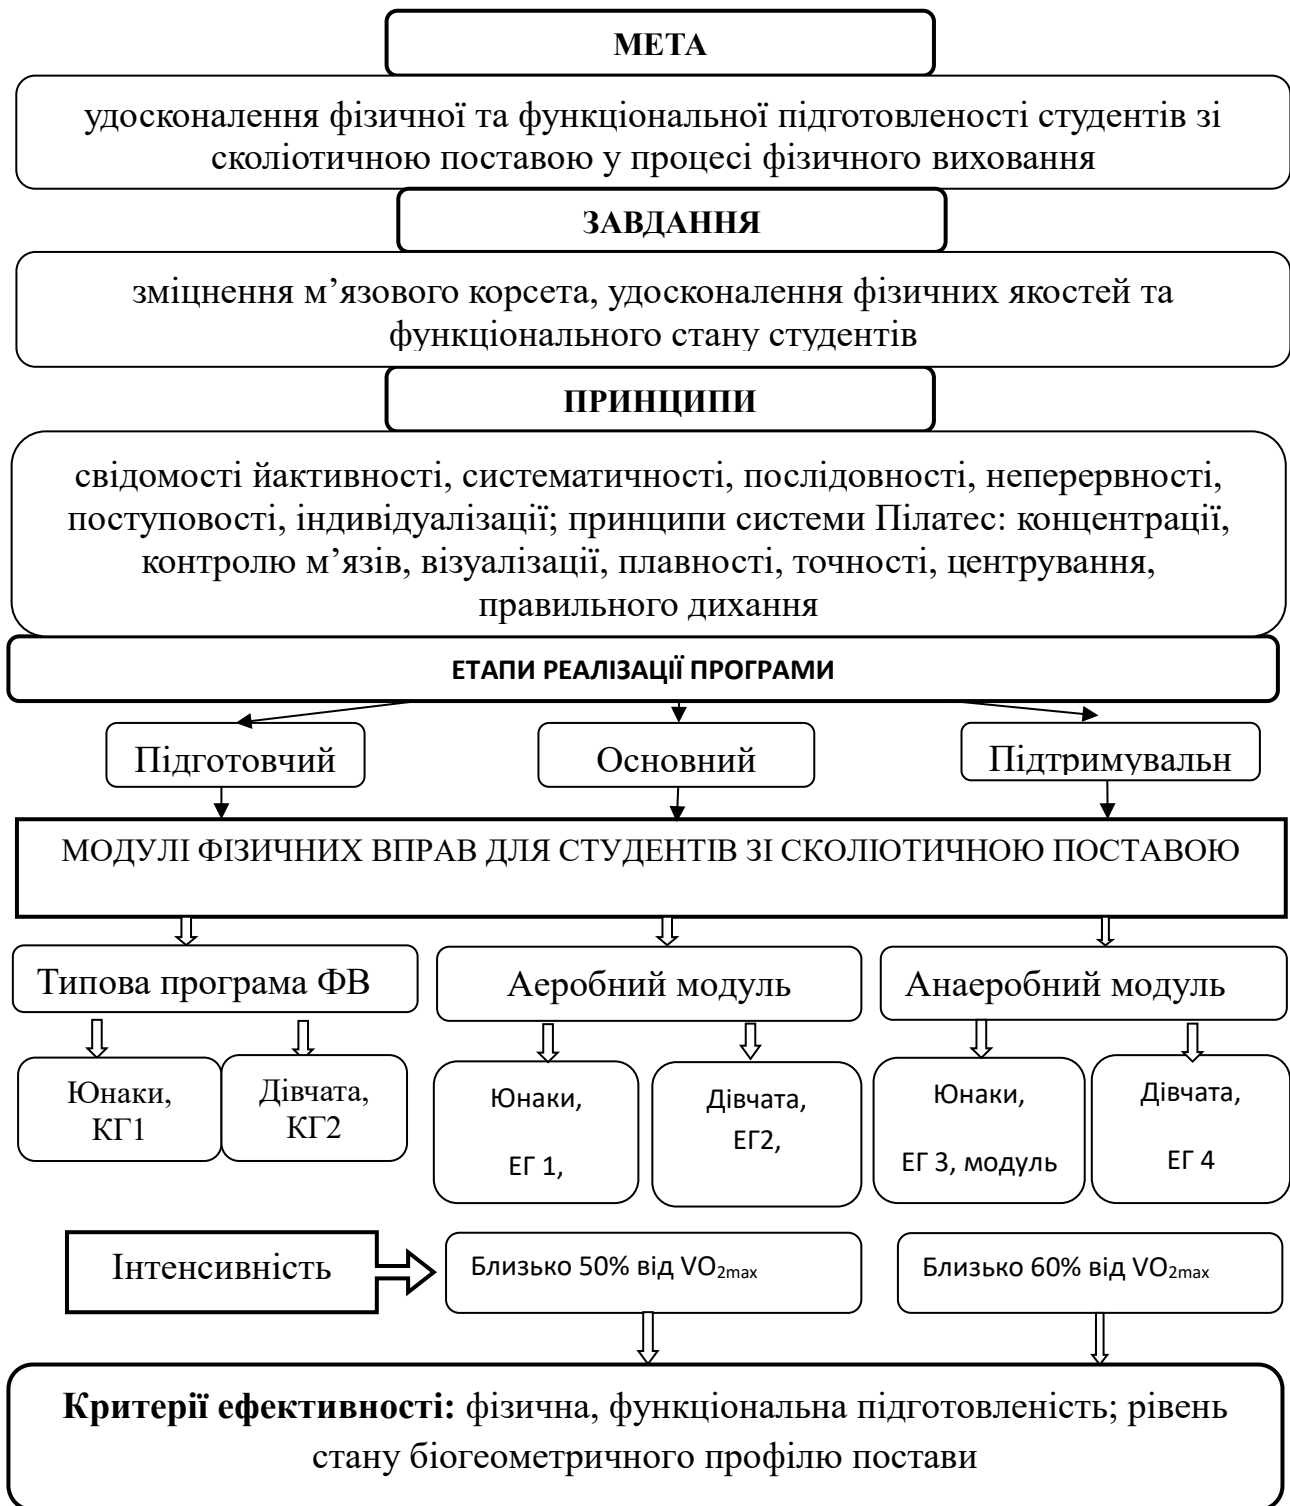 МЕТА
удосконалення фізичної та функціональної підготовленості студентів зі
сколіотичною поставою у процесі фізичного виховання
ЗАВДАННЯ
зміцнення м’язового корсета, удосконалення фізичних якостей та
функціонального стану студентів
ПРИНЦИПИ
свідомості йактивності, систематичності, послідовності, неперервності,
поступовості, індивідуалізації; принципи системи Пілатес: концентрації,
контролю м’язів, візуалізації, плавності, точності, центрування,
правильного дихання
ЕТАПИ РЕАЛІЗАЦІЇ ПРОГРАМИ
Підготовчий
Основний
Підтримувальн
МОДУЛІ ФІЗИЧНИХ ВПРАВ ДЛЯ СТУДЕНТІВ ЗІ СКОЛІОТИЧНОЮ ПОСТАВОЮ
Типова програма ФВ
Аеробний модуль
Анаеробний модуль
Юнаки,
КГ1
Дівчата,
КГ2
Юнаки,
ЕГ 1,
Дівчата,
ЕГ2,
Юнаки,
ЕГ 3, модуль
Дівчата,
ЕГ 4
Інтенсивність
Близько 50% від VO₂max
Близько 60% від VO₂max
Критерії ефективності: фізична, функціональна підготовленість; рівень
стану біогеометричного профілю постави